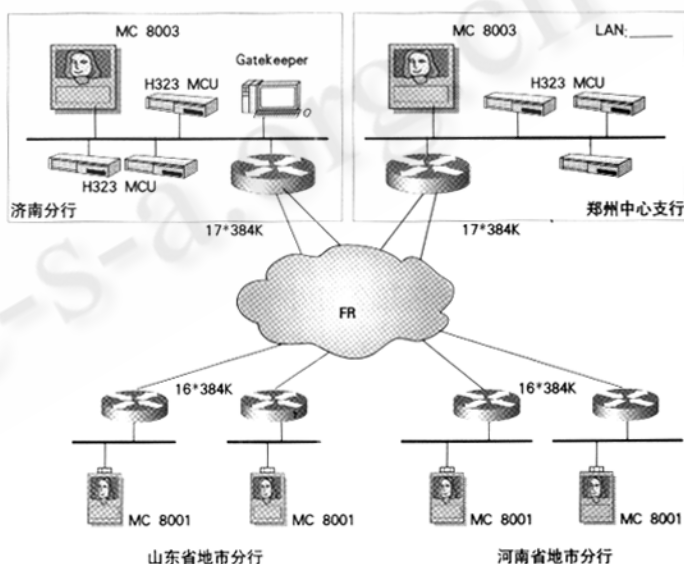 MC 8003
Gatekeeper
H323 MCU
H323 MCU
济南分行
MC 8003
LAN:
H323 MCU
郑州中心支行
17*384K
17*384K
FR
16*384K
16*384K
MC 8001
MC 8001
MC 8001
MC 8001
山东省地市分行
河南省地市分行